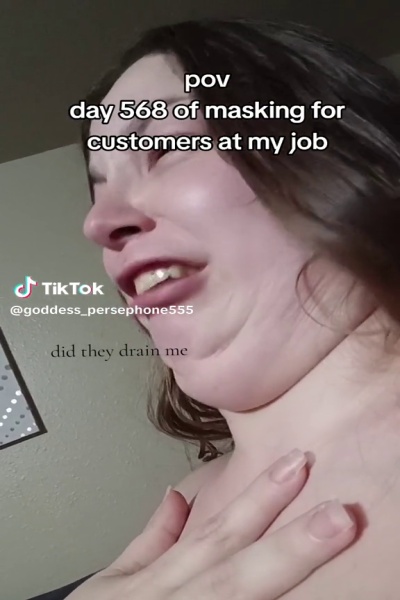 pov
day 568 of masking for
customers at my job
TikTok
@goddess_persephone555
did they drain me